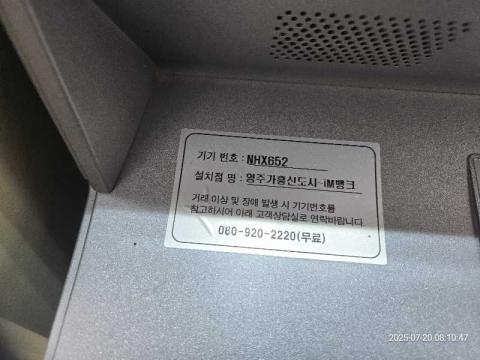 기기 번호 : NHX652
설치점 명 : 영주가흥신도시-iM뱅크
거래 이상 및 장애 발생 시 기기번호를
참고하시어 아래 고객상담실로 연락바랍니다.
080-920-2220(무료)
2025-07-20 08:10:47